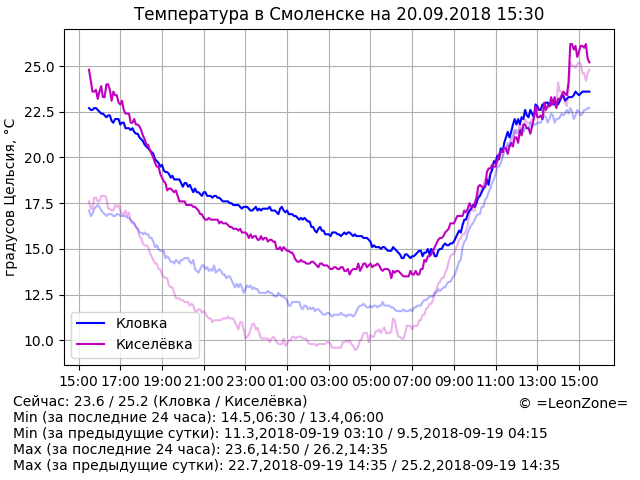 Температура в Смоленске на 20.09.2018 15:30
градусов Цельсия, °C
25.0
22.5
20.0
17.5
15.0
12.5
10.0
Кловка
Киселёвка
15:00 17:00 19:00 21:00 23:00 01:00 03:00 05:00 07:00 09:00 11:00 13:00 15:00
Сейчас: 23.6 / 25.2 (Кловка / Киселёвка)
© =LeonZone=
Min (за последние 24 часа): 14.5,06:30 / 13.4,06:00
Min (за предыдущие сутки): 11.3,2018-09-19 03:10 / 9.5,2018-09-19 04:15
Max (за последние 24 часа): 23.6,14:50 / 26.2,14:35
Max (за предыдущие сутки): 22.7,2018-09-19 14:35 / 25.2,2018-09-19 14:35